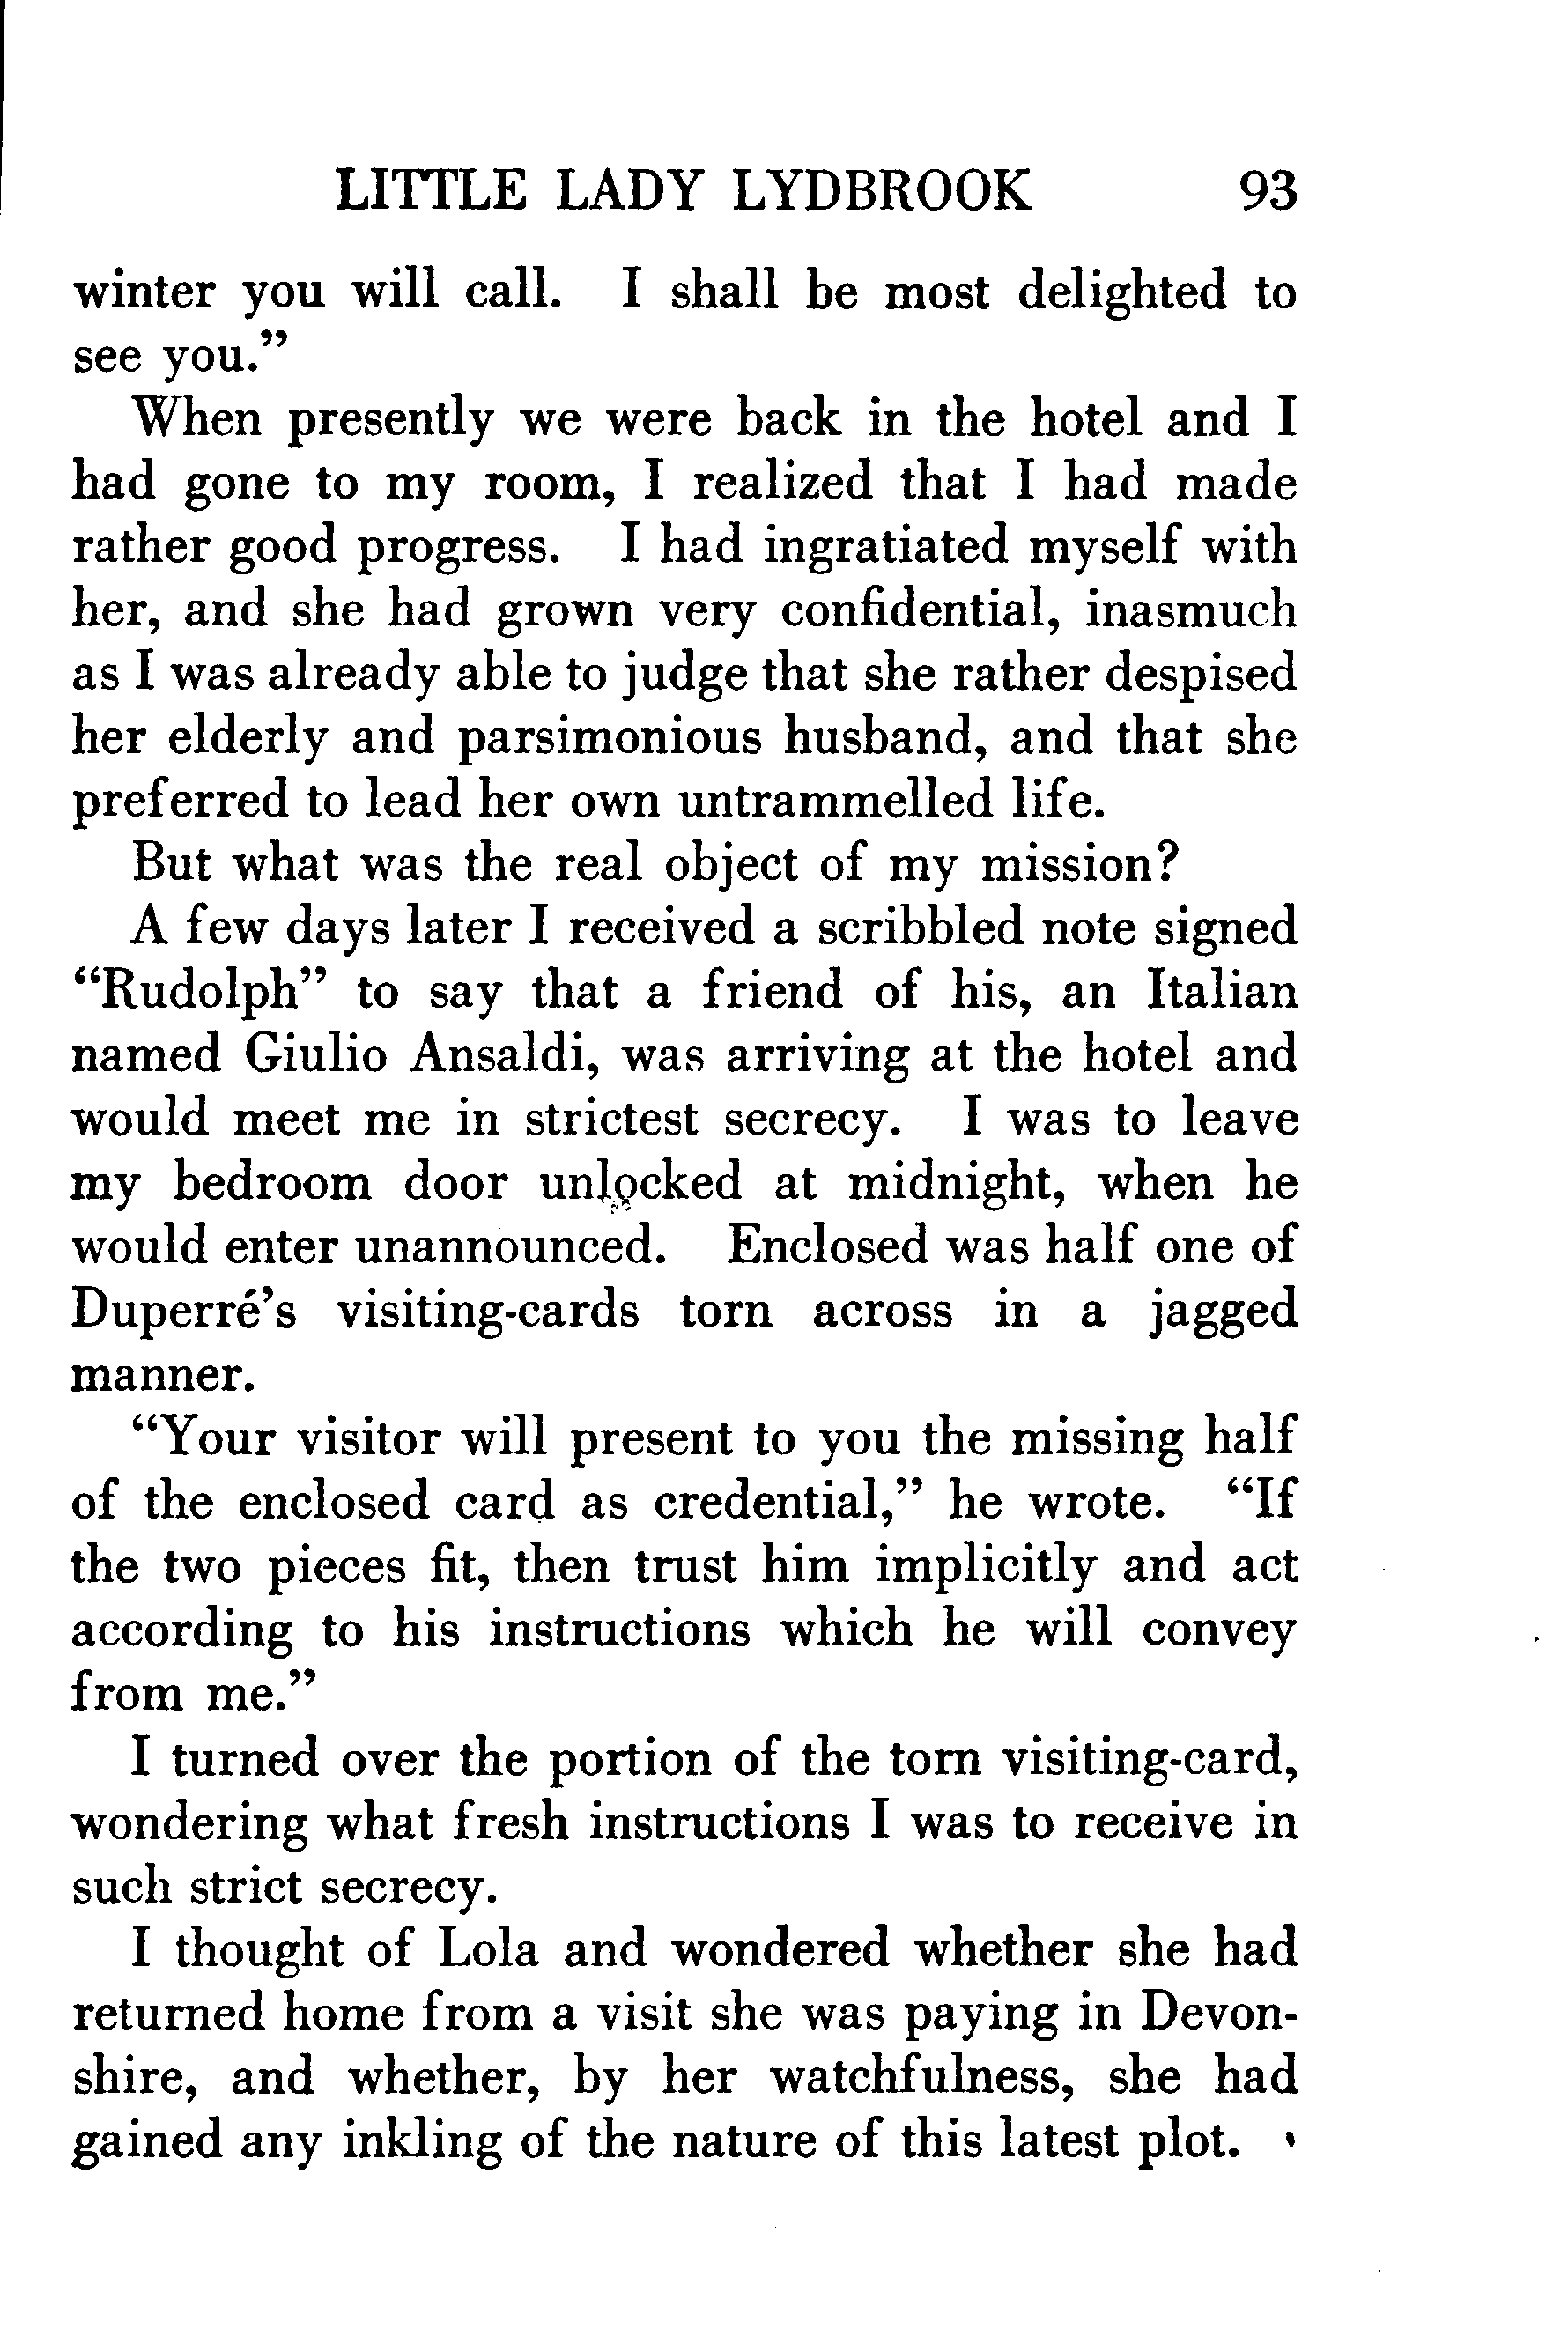 LITTLE LADY LYDBROOK 93
winter you will call. I shall be most delighted to
see you.”
When presently we were back in the hotel and I
had gone to my room, I realized that I had made
rather good progress. I had ingratiated myself with
her, and she had grown very confidential, inasmuch
as I was already able to judge that she rather despised
her elderly and parsimonious husband, and that she
preferred to lead her own untrammelled life.
But what was the real object of my mission?
A few days later I received a scribbled note signed
“Rudolph” to say that a friend of his, an Italian
named Giulio Ansaldi, was arriving at the hotel and
would meet me in strictest secrecy. I was to leave
my bedroom door unlocked at midnight, when he
would enter unannounced. Enclosed was half one of
Duperré’s visiting-cards torn across in a jagged
manner.
“Your visitor will present to you the missing half
of the enclosed card as credential,” he wrote. “If
the two pieces fit, then trust him implicitly and act
according to his instructions which he will convey
from me.”
I turned over the portion of the torn visiting-card,
wondering what fresh instructions I was to receive in
such strict secrecy.
I thought of Lola and wondered whether she had
returned home from a visit she was paying in Devon-
shire, and whether, by her watchfulness, she had
gained any inkling of the nature of this latest plot.